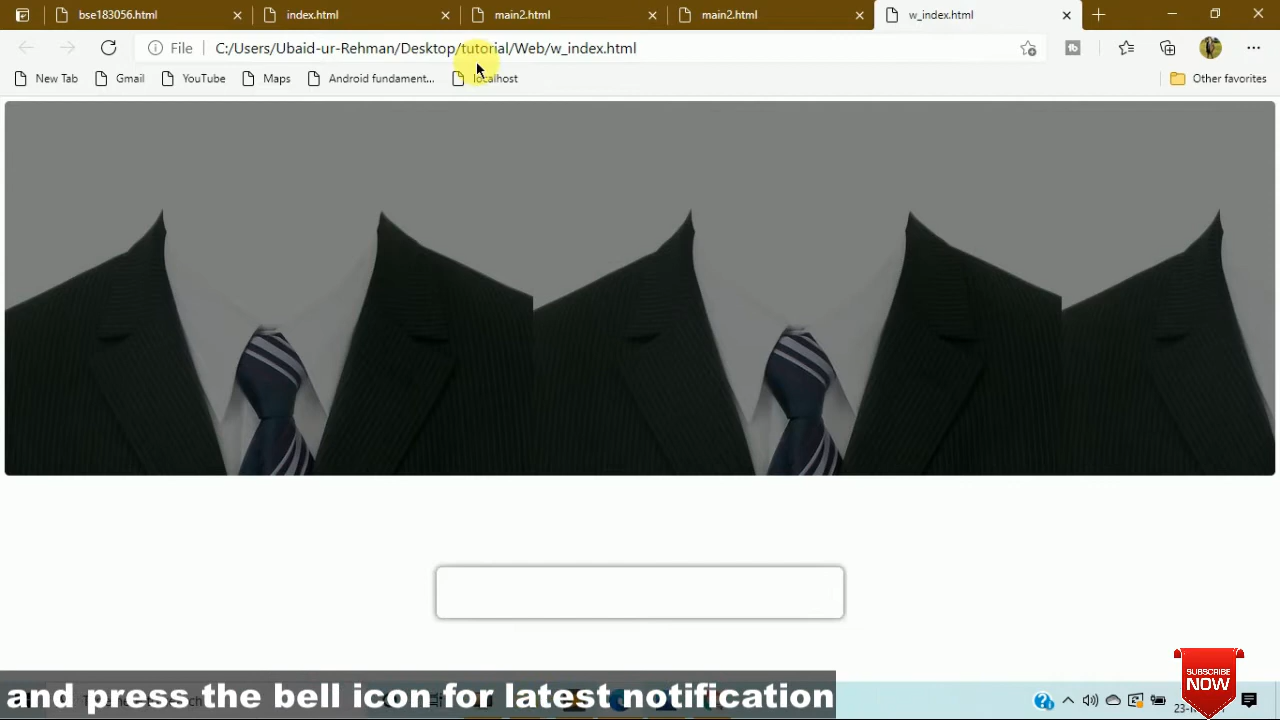 bse183056.html
index.html
main2.html
main2.html
w_index.html
File
C:/Users/Ubaid-ur-Rehman/Desktop/tutorial/Web/w_index.html
New Tab
Gmail
YouTube
Maps
Android fundament...
localhost
Other favorites
and press the bell icon for latest notification
SUBSCRIBE
NOW